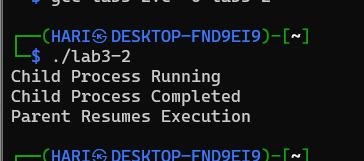 ┌──(HARI㉿DESKTOP-FND9EI9)-[~]
└─$ ./lab3-2
Child Process Running
Child Process Completed
Parent Resumes Execution
┌──(HARI㉿DESKTOP-FND9EI9)-[~]